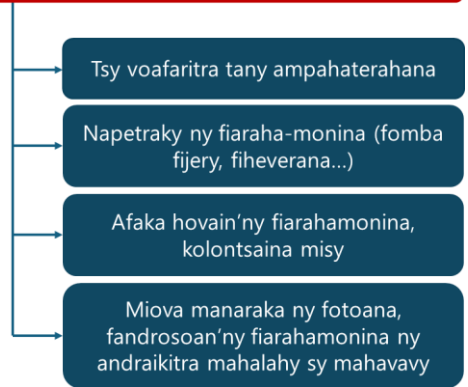 Tsy voafaritra tany ampahaterahana
Napetraky ny fiaraha-monina (fomba
fijery, fiheverana...)
Afaka hovain'ny fiarahamonina,
kolontsaina misy
Miova manaraka ny fotoana,
fandrosoan'ny fiarahamonina ny
andraikitra mahalahy sy mahavavy